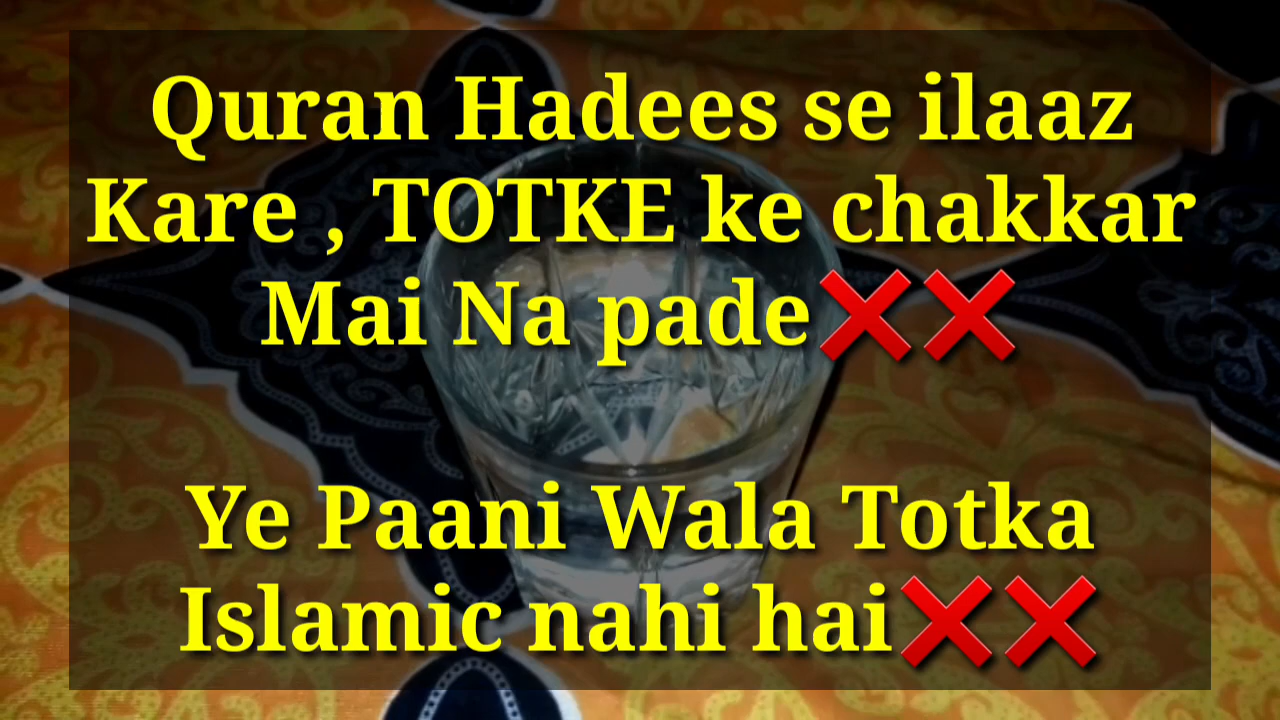 Quran Hadees se ilaaz
Kare , TOTKE ke chakkar
Mai Na pade❌❌
Ye Paani Wala Totka
Islamic nahi hai❌❌